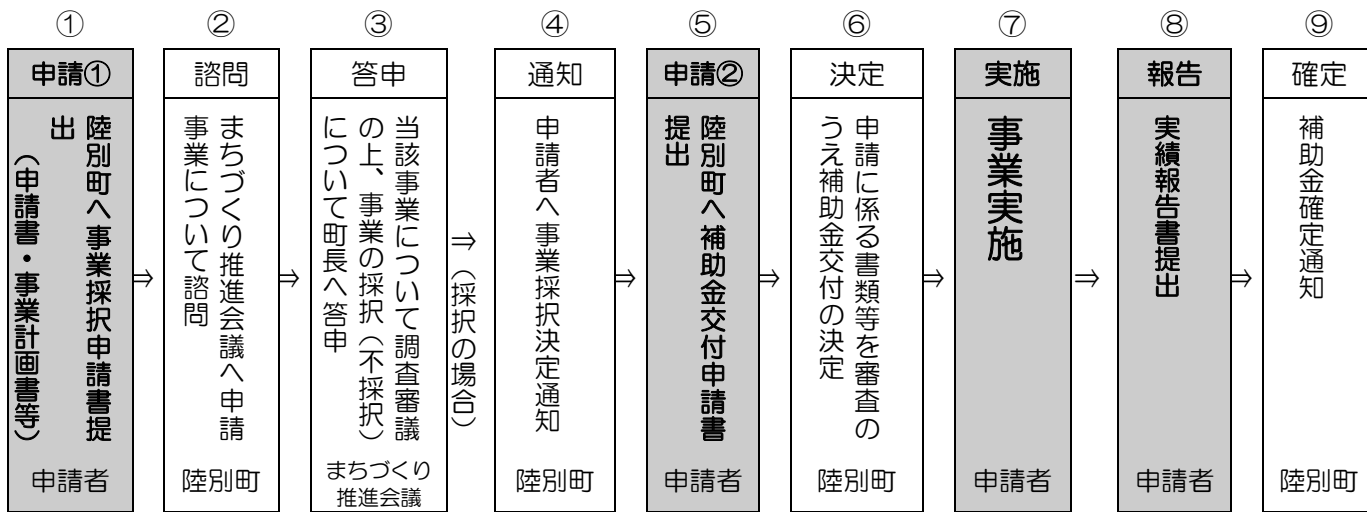 ①
②
③
④
⑤
⑥
⑦
⑧
⑨
申請①
陸別町へ事業採択申請書提
出
(申請書・事業計画書等)
申請者
⇒
諮問
まちづくり推進会議へ申請
事業について諮問
陸別町
⇒
答申
当該事業について調査審議
の上、事業の採択(不採択)
について町長へ答申
まちづくり
推進会議
⇒(採択の場合)
通知
申請者へ事業採択決定通知
陸別町
⇒
申請②
陸別町へ補助金交付申請書
提出
申請者
⇒
決定
申請に係る書類等を審査の
うえ補助金交付の決定
陸別町
⇒
実施
事業実施
申請者
⇒
報告
実績報告書提出
申請者
⇒
確定
補助金確定通知
陸別町